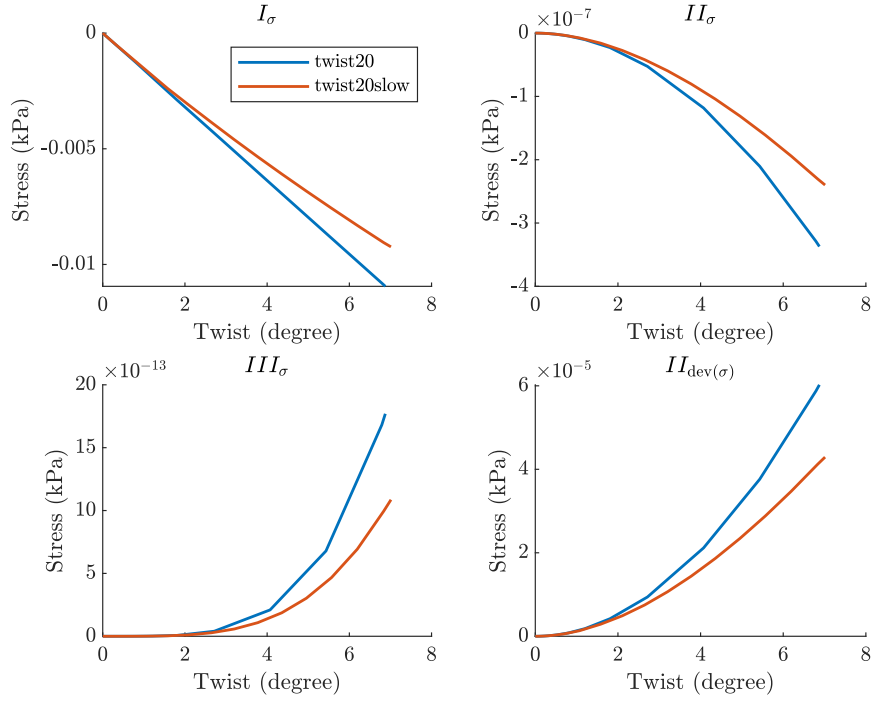 I_σ
Stress (kPa)
0
-0.005
-0.01
twist20
twist20slow
0 2 4 6 8
Twist (degree)
II_σ
×10^−7
Stress (kPa)
0
-1
-2
-3
-4
0 2 4 6 8
Twist (degree)
III_σ
×10^−13
Stress (kPa)
20
15
10
5
0
0 2 4 6 8
Twist (degree)
II_dev(σ)
×10^−5
Stress (kPa)
6
4
2
0
0 2 4 6 8
Twist (degree)